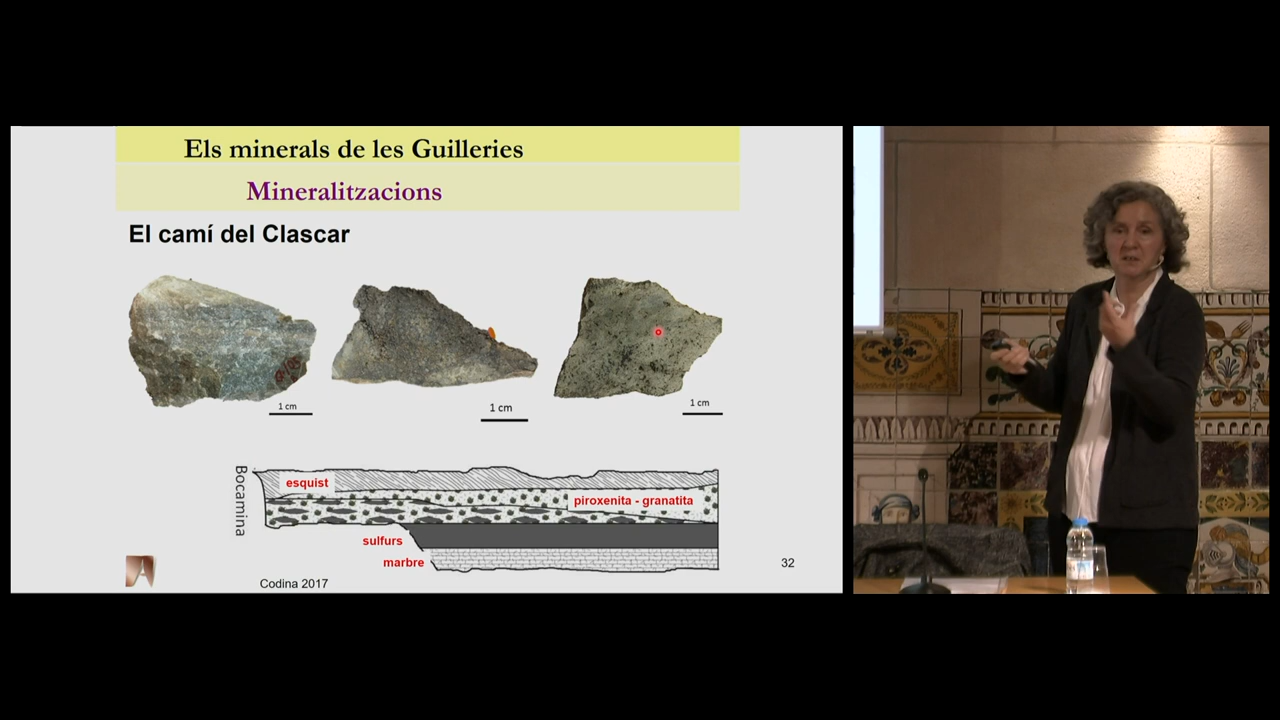 Els minerals de les Guilleries
Mineralitzacions
El camí del Clascar
1 cm
1 cm
1 cm
Bocamina
esquist
piroxenita - granatita
sulfurs
marbre
Codina 2017
32